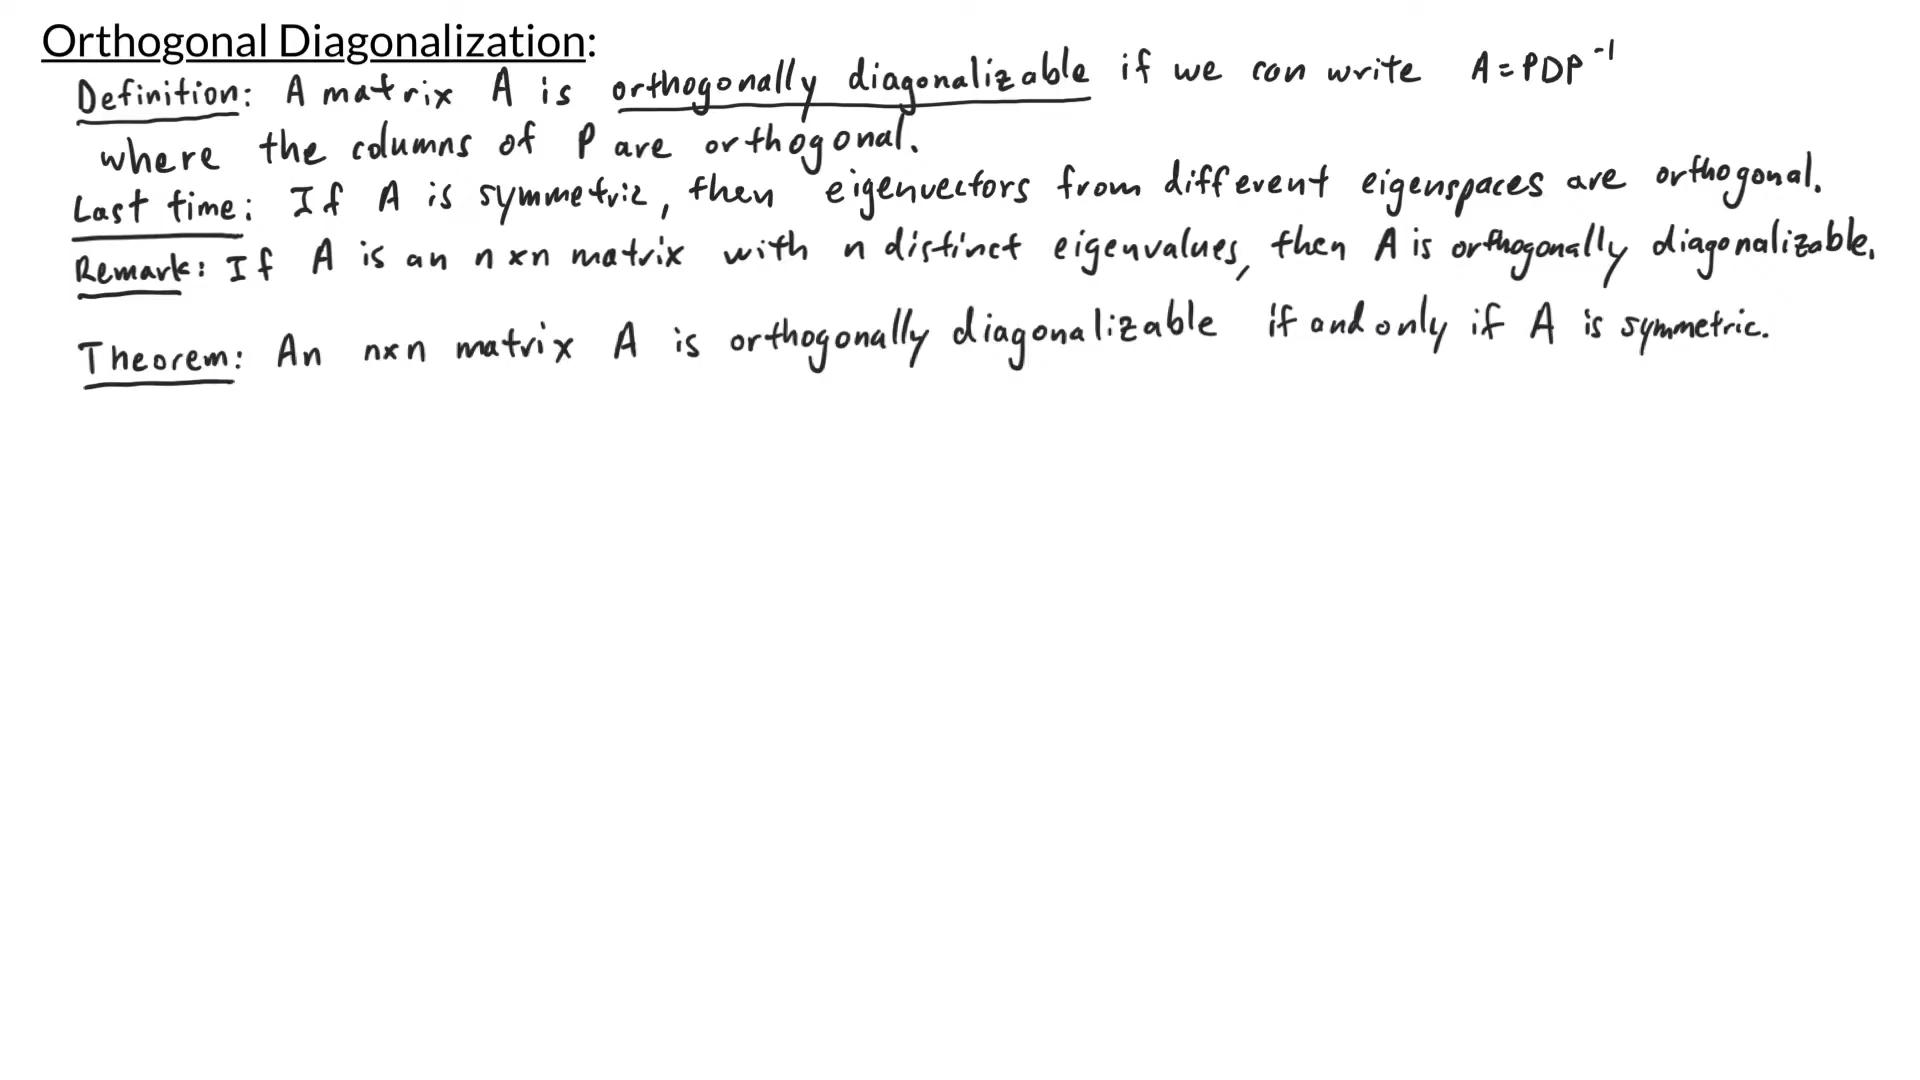 Orthogonal Diagonalization:
Definition: A matrix A is orthogonally diagonalizable if we can write A=PDP⁻¹
where the columns of P are orthogonal.
Last time: If A is symmetric, then eigenvectors from different eigenspaces are orthogonal.
Remark: If A is an n×n matrix with n distinct eigenvalues, then A is orthogonally diagonalizable.
Theorem: An n×n matrix A is orthogonally diagonalizable if and only if A is symmetric.